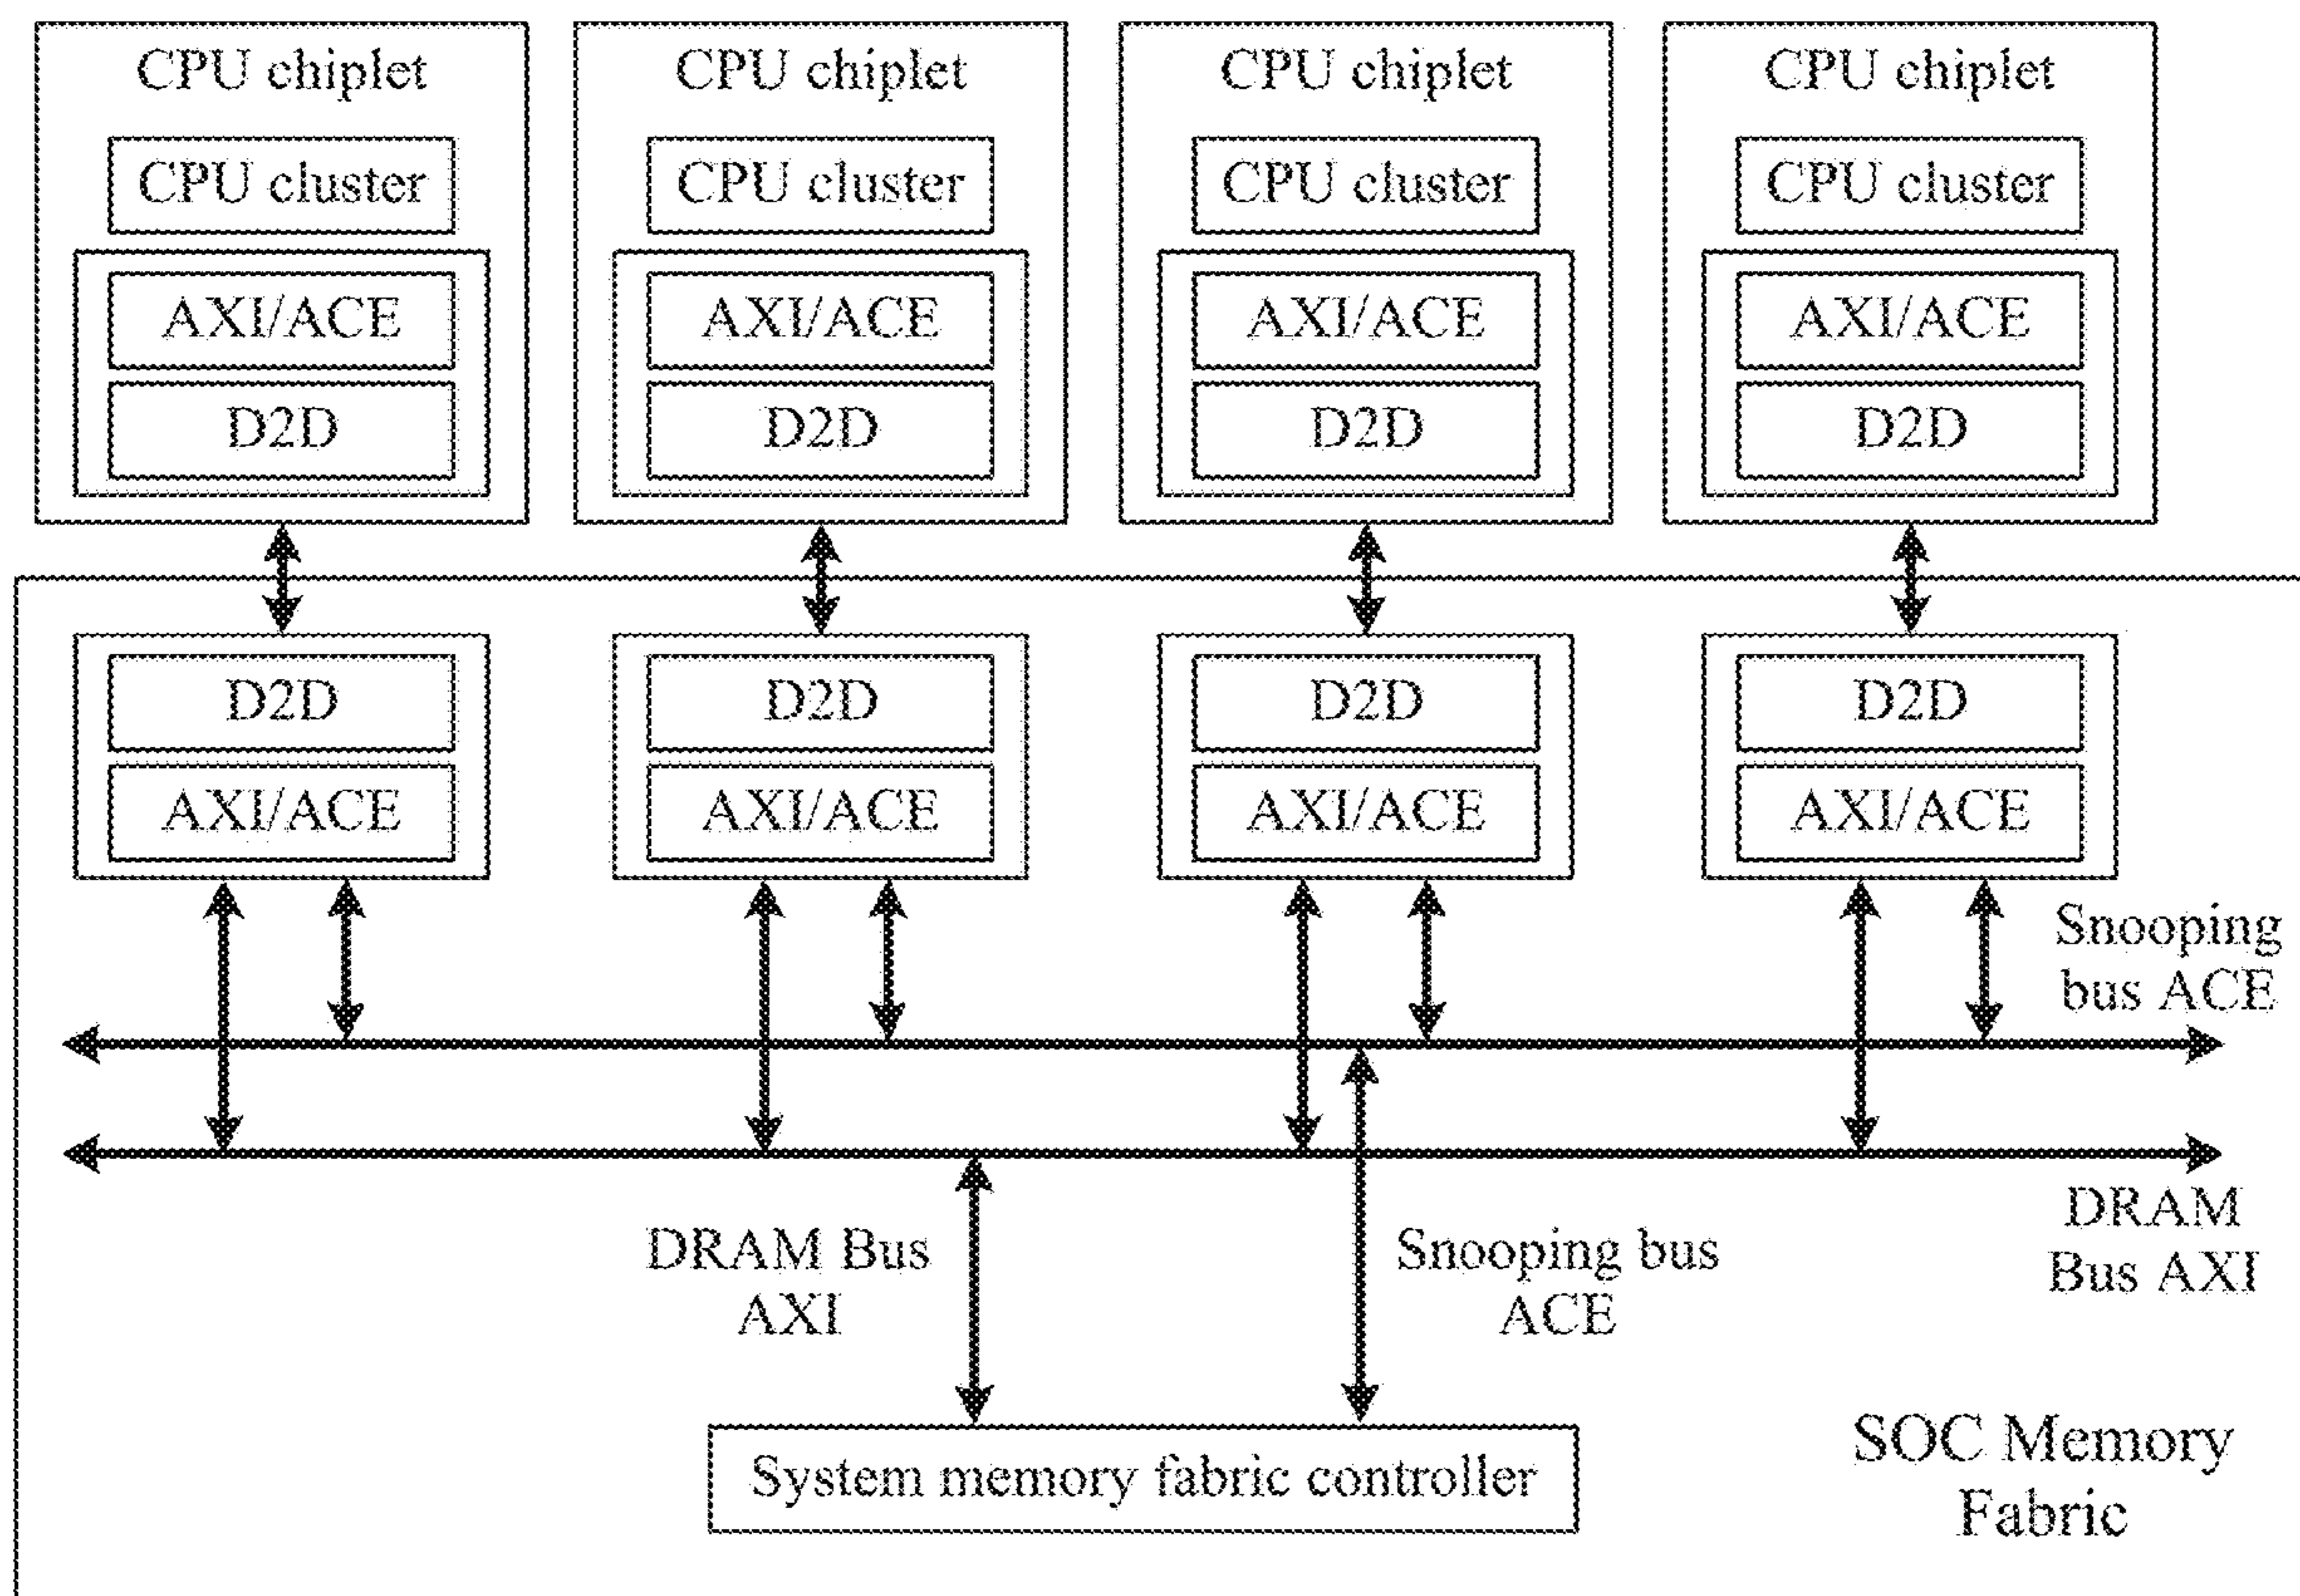 CPU chiplet
CPU chiplet
CPU chiplet
CPU chiplet
CPU cluster
CPU cluster
CPU cluster
CPU cluster
AXI/ACE
AXI/ACE
AXI/ACE
AXI/ACE
D2D
D2D
D2D
D2D
D2D
D2D
D2D
D2D
AXI/ACE
AXI/ACE
AXI/ACE
AXI/ACE
Snooping
bus ACE
DRAM Bus
AXI
Snooping bus
ACE
DRAM
Bus AXI
System memory fabric controller
SOC Memory
Fabric